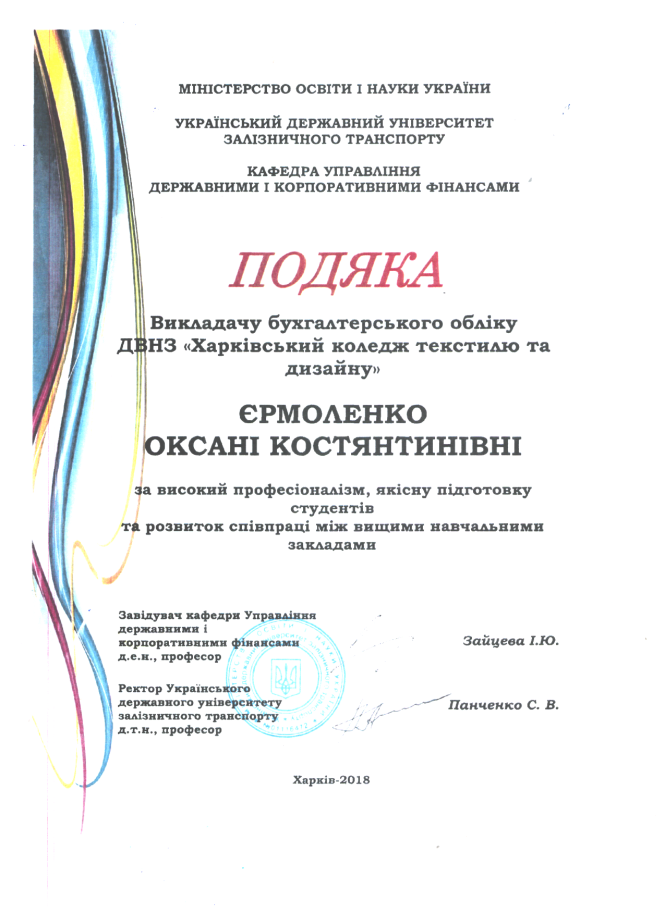 МІНІСТЕРСТВО ОСВІТИ І НАУКИ УКРАЇНИ
УКРАЇНСЬКИЙ ДЕРЖАВНИЙ УНІВЕРСИТЕТ
ЗАЛІЗНИЧНОГО ТРАНСПОРТУ
КАФЕДРА УПРАВЛІННЯ
ДЕРЖАВНИМИ І КОРПОРАТИВНИМИ ФІНАНСАМИ
ПОДЯКА
Викладачу бухгалтерського обліку
ДВНЗ «Харківський коледж текстилю та
дизайну»
ЄРМОЛЕНКО
ОКСАНІ КОСТЯНТИНІВНІ
за високий професіоналізм, якісну підготовку
студентів
та розвиток співпраці між вищими навчальними
закладами
Завідувач кафедри Управління
державними і
корпоративними фінансами
д.е.н., професор
Зайцева І.Ю.
Ректор Українського
державного університету
залізничного транспорту
д.т.н., професор
Панченко С. В.
Харків-2018